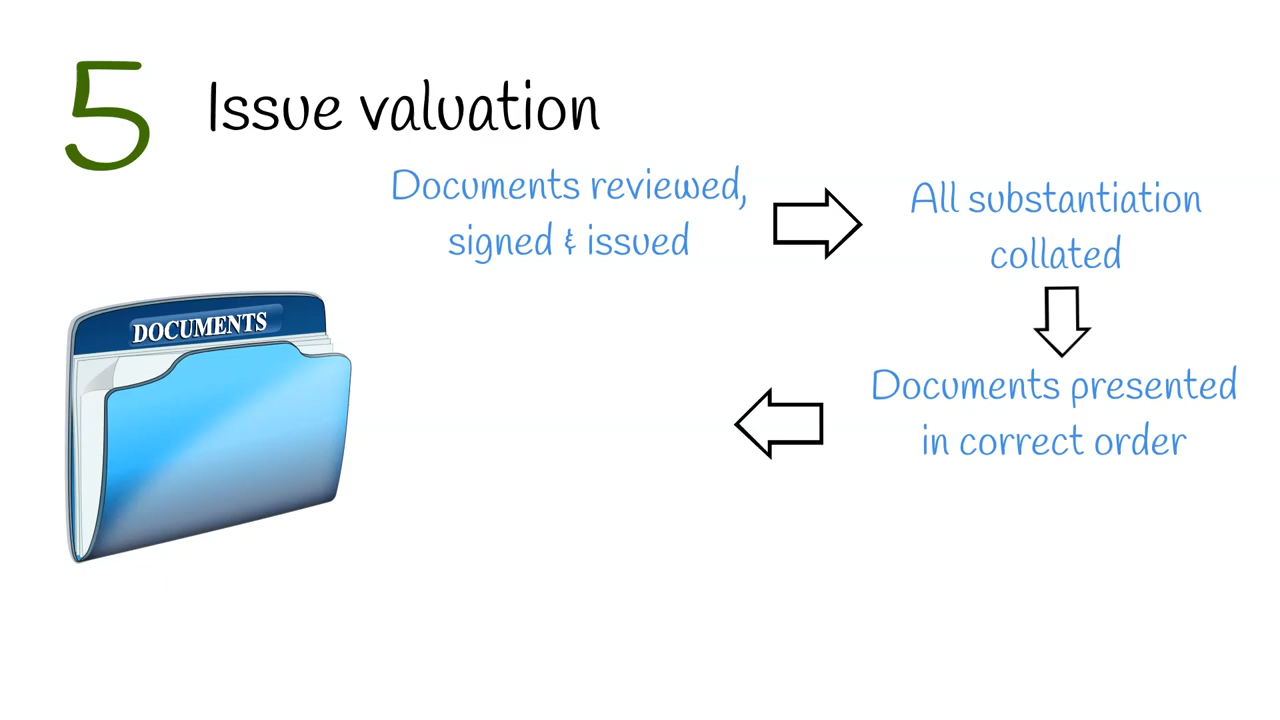 5
Issue valuation
Documents reviewed,
signed & issued
All substantiation
collated
DOCUMENTS
Documents presented
in correct order